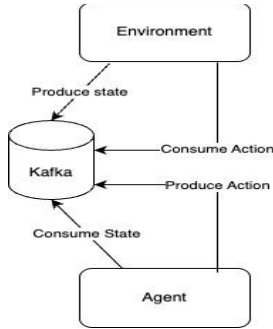 Environment
Produce state
Consume Action
Kafka
Produce Action
Consume State
Agent